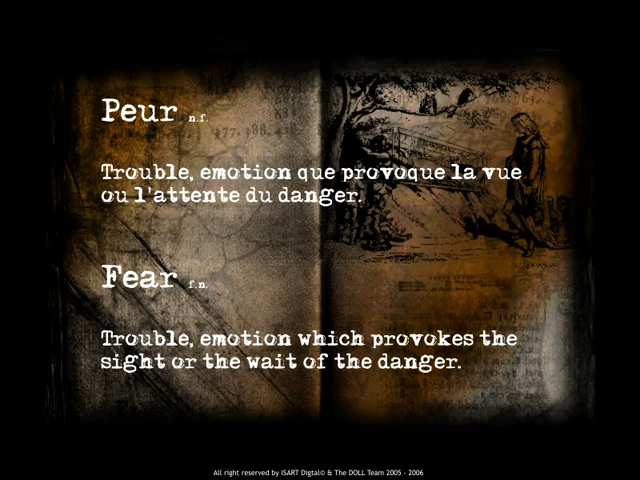 Peur n.f.
Trouble, emotion que provoque la vue
ou l'attente du danger.
Fear f.n.
Trouble, emotion which provokes the
sight or the wait of the danger.
All right reserved by ISART Digtal© & The DOLL Team 2005 - 2006